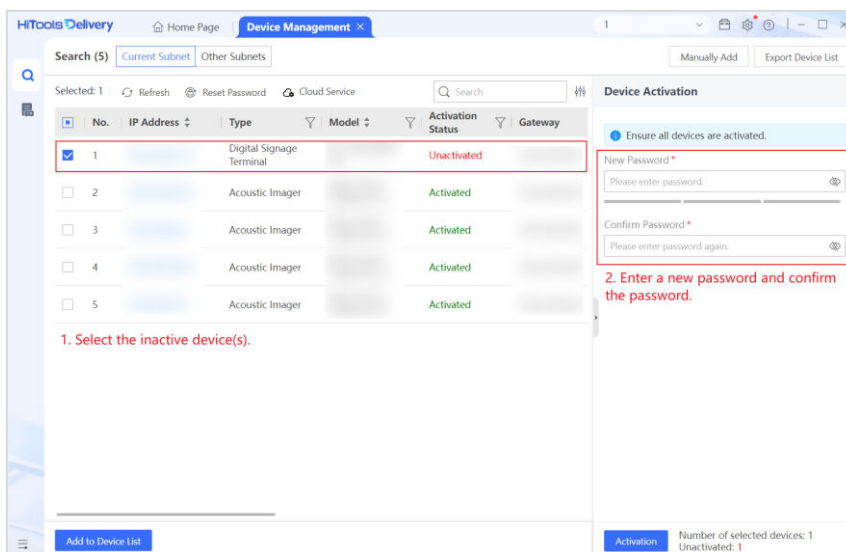 HiTools Delivery
Home Page
Device Management ×
1
Search (5)
Current Subnet
Other Subnets
Manually Add
Export Device List
Selected: 1
Refresh
Reset Password
Cloud Service
Search
Device Activation
No.
IP Address
Type
Model
Activation
Status
Gateway
Ensure all devices are activated.
1
Digital Signage
Terminal
Unactivated
New Password *
Please enter password.
2
Acoustic Imager
Activated
3
Acoustic Imager
Activated
Confirm Password *
Please enter password again.
4
Acoustic Imager
Activated
2. Enter a new password and confirm
the password.
5
Acoustic Imager
Activated
1. Select the inactive device(s).
Add to Device List
Activation
Number of selected devices: 1
Unactivated: 1